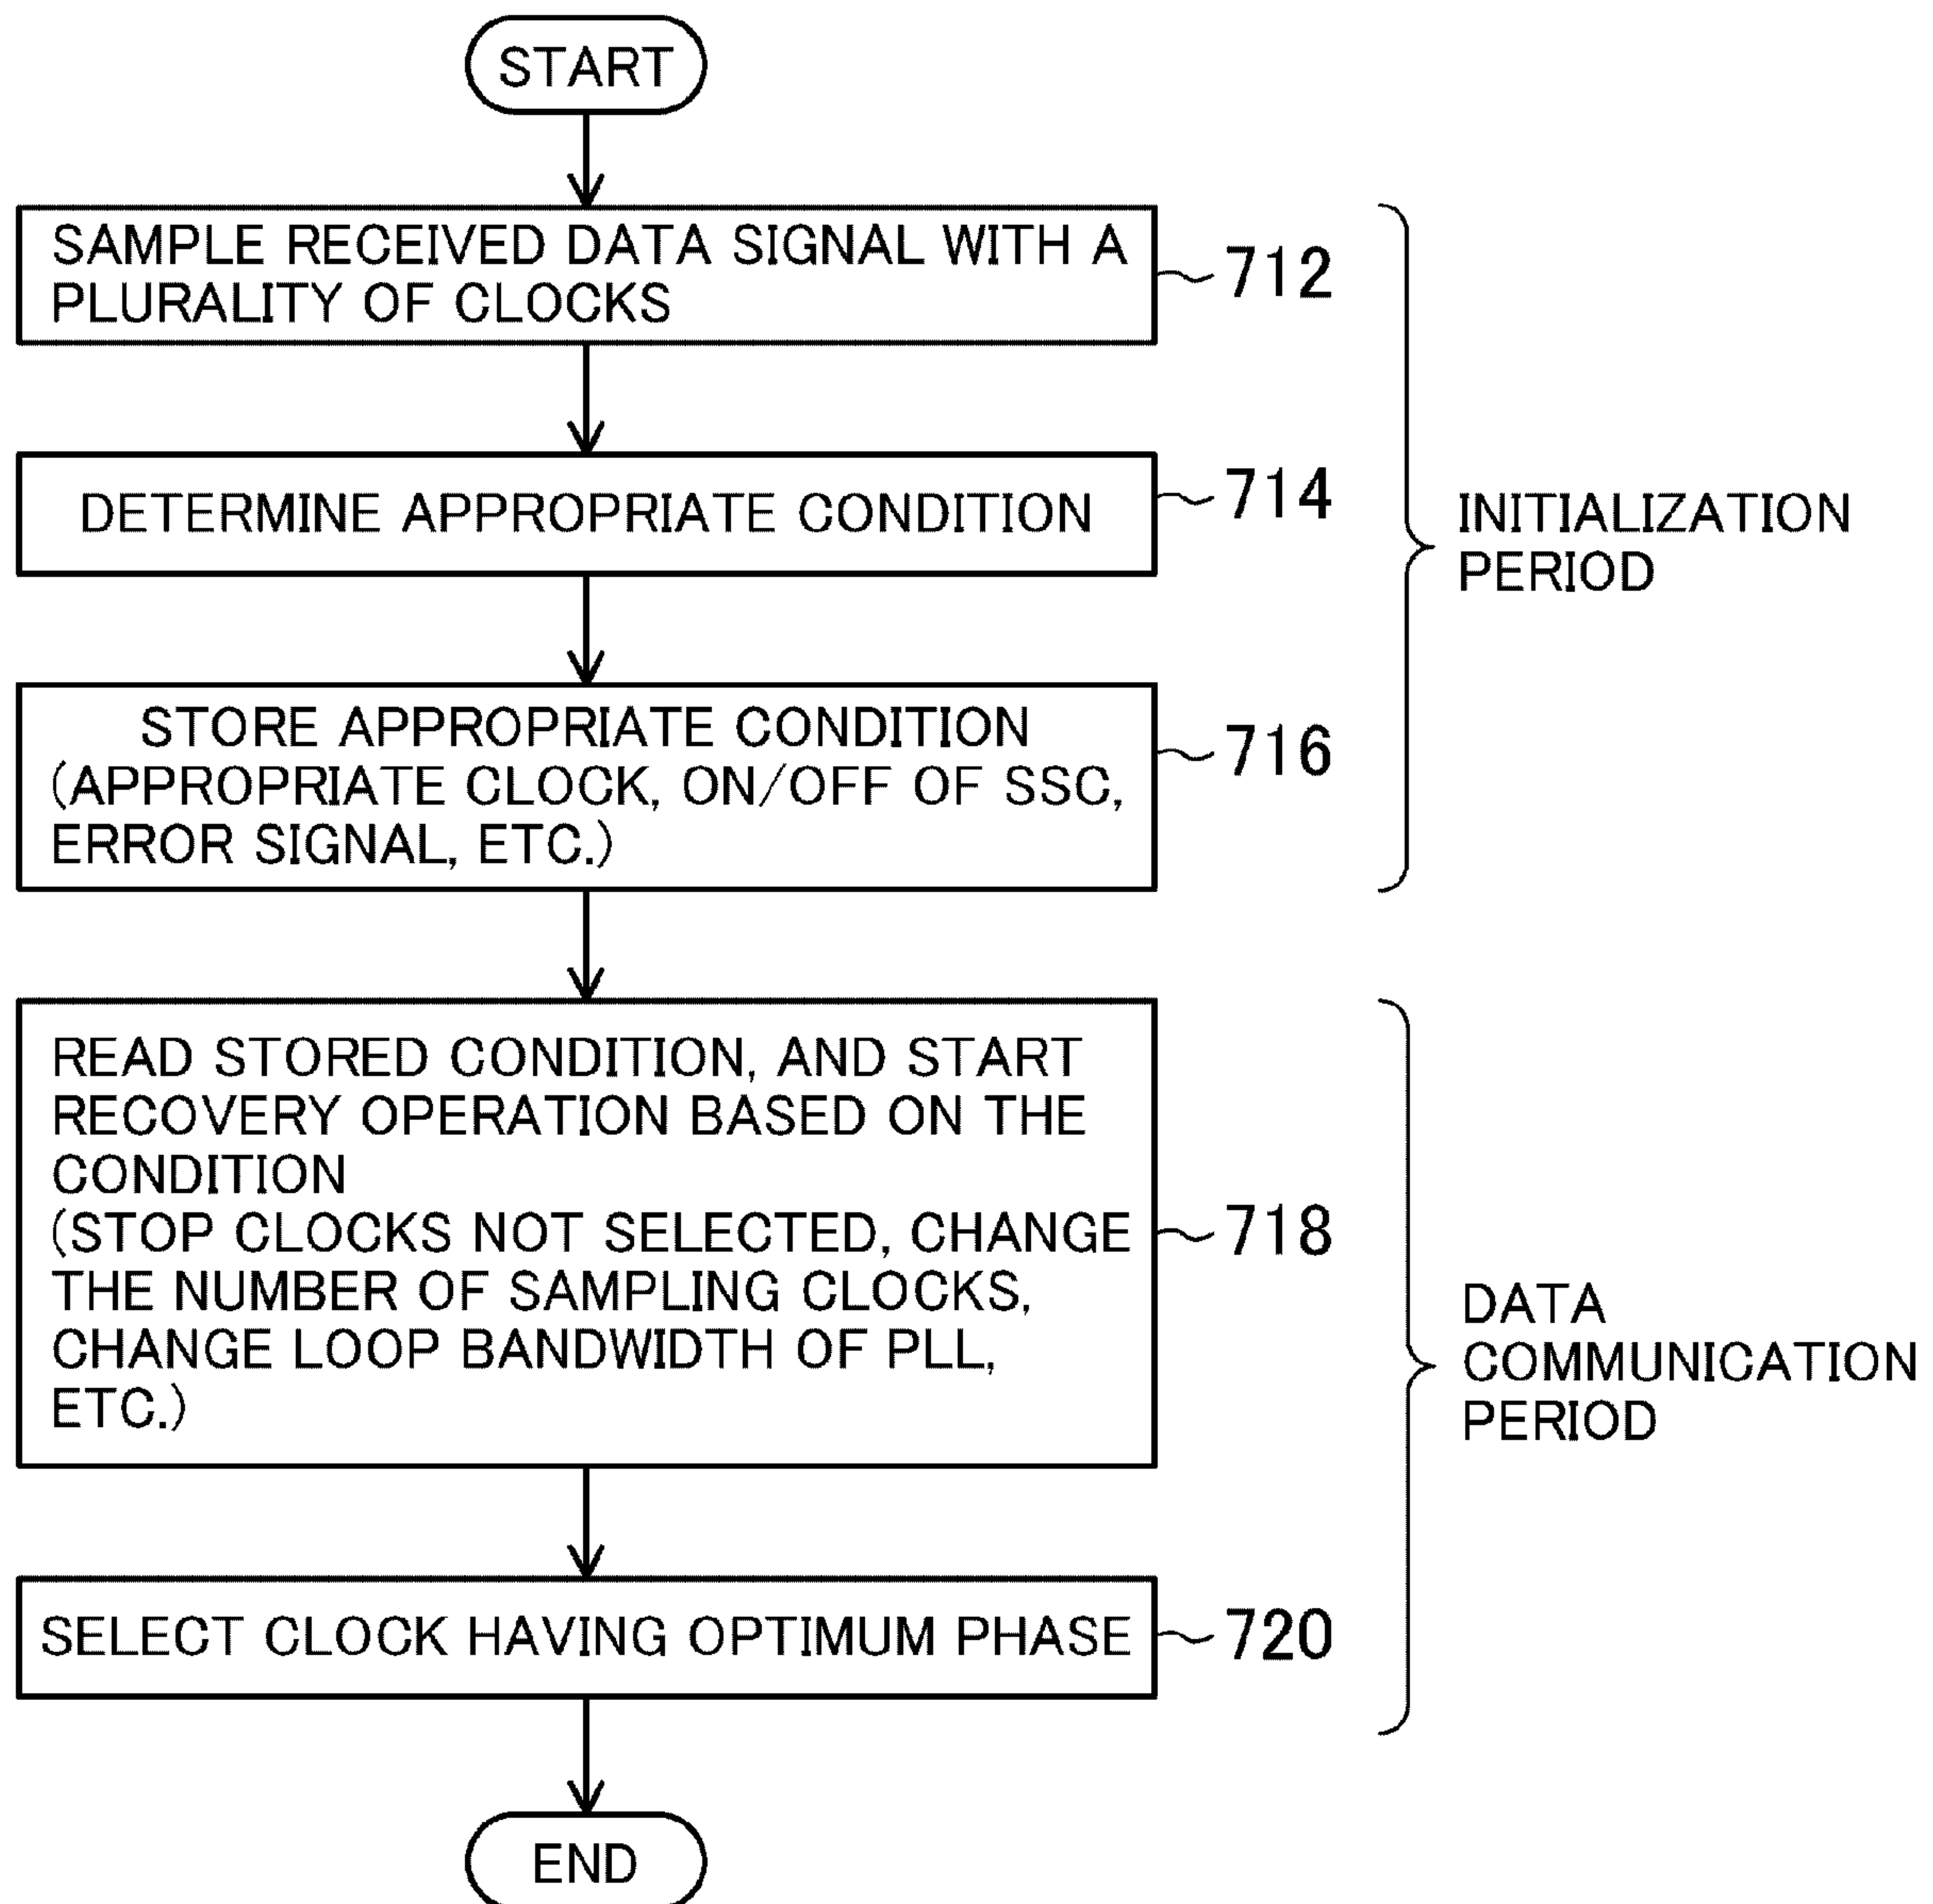 START
SAMPLE RECEIVED DATA SIGNAL WITH A
PLURALITY OF CLOCKS
712
DETERMINE APPROPRIATE CONDITION
714
INITIALIZATION
PERIOD
STORE APPROPRIATE CONDITION
(APPROPRIATE CLOCK, ON/OFF OF SSC,
ERROR SIGNAL, ETC.)
716
READ STORED CONDITION, AND START
RECOVERY OPERATION BASED ON THE
CONDITION
(STOP CLOCKS NOT SELECTED, CHANGE
THE NUMBER OF SAMPLING CLOCKS,
CHANGE LOOP BANDWIDTH OF PLL,
ETC.)
718
DATA
COMMUNICATION
PERIOD
SELECT CLOCK HAVING OPTIMUM PHASE
720
END